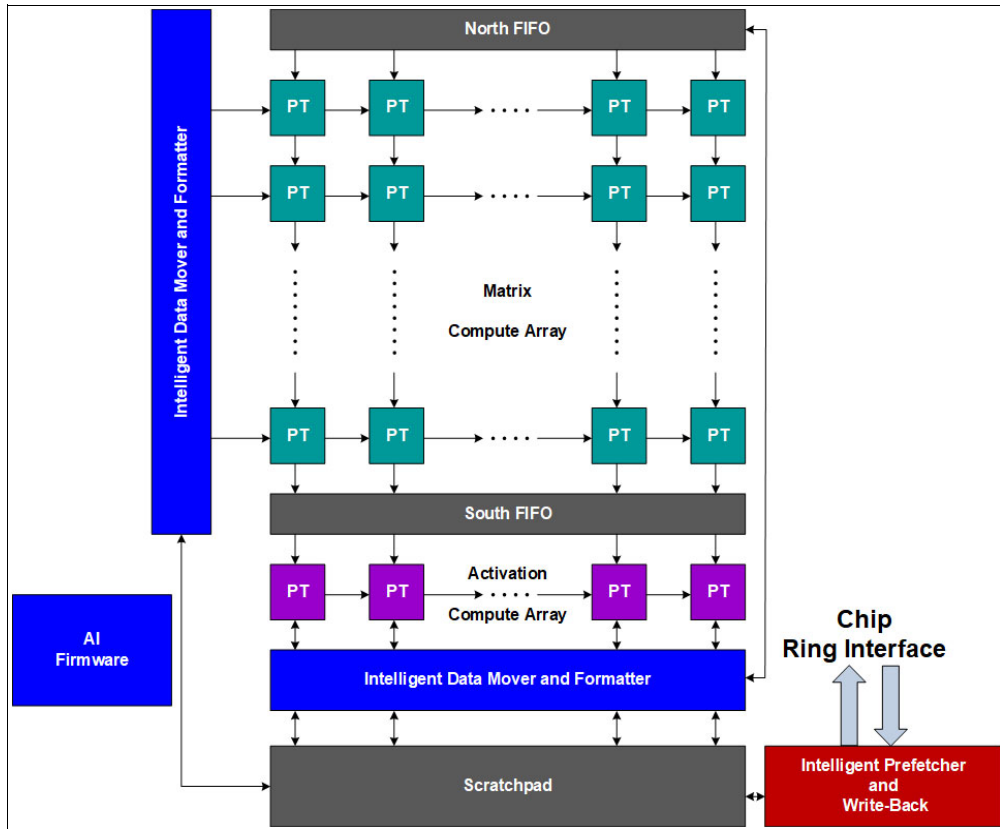 North FIFO
Intelligent Data Mover and Formatter
PT PT PT PT
PT PT PT PT
Matrix
Compute Array
PT PT PT PT
South FIFO
PT PT Activation PT PT
Compute Array
AI
Firmware
Chip
Ring Interface
Intelligent Data Mover and Formatter
Scratchpad
Intelligent Prefetcher
and
Write-Back